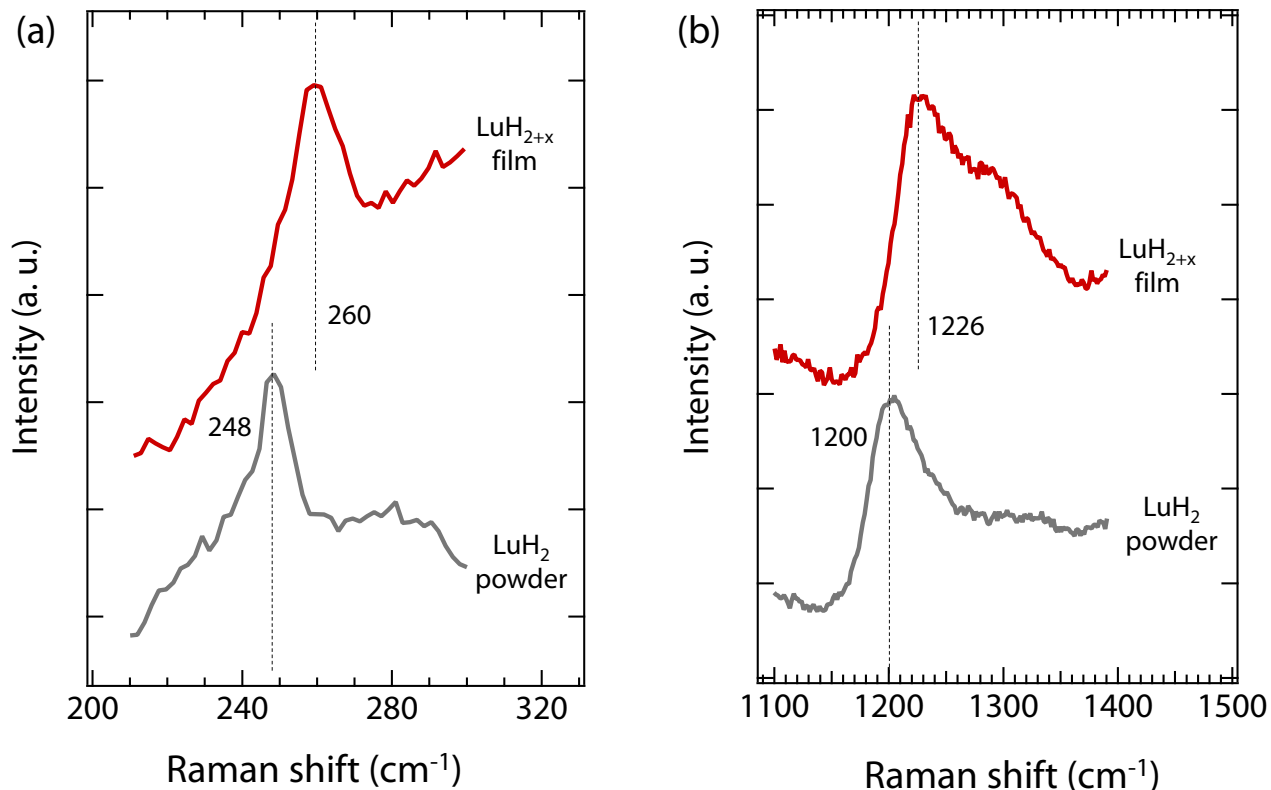 (a)
Intensity (a. u.)
LuH2+x
film
260
248
LuH2
powder
200
240
280
320
Raman shift (cm-1)
(b)
Intensity (a. u.)
LuH2+x
film
1226
1200
LuH2
powder
1100
1200
1300
1400
1500
Raman shift (cm-1)